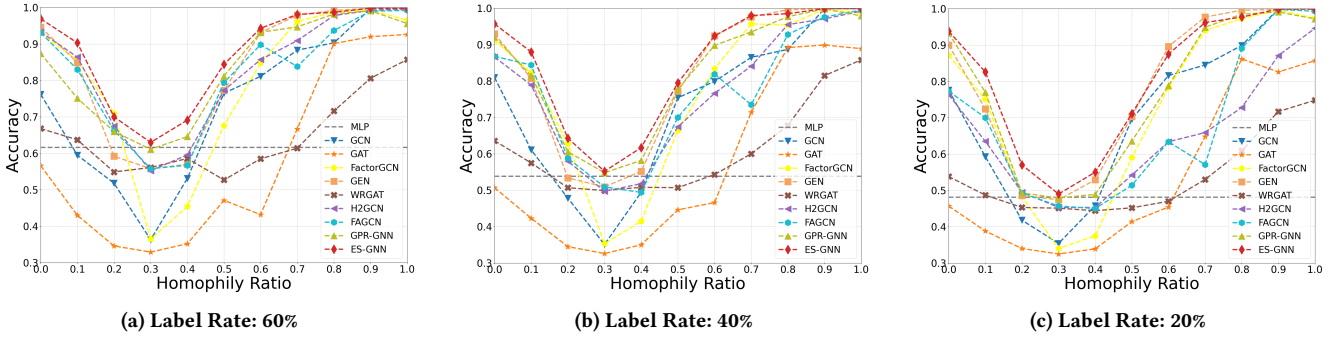 1.0
0.9
0.8
0.7
0.6
0.5
0.4
0.3
Accuracy
0.0 0.1 0.2 0.3 0.4 0.5 0.6 0.7 0.8 0.9 1.0
Homophily Ratio
MLP
GCN
GAT
FactorGCN
GEN
WRGAT
H2GCN
FAGCN
GPR-GNN
ES-GNN
(a) Label Rate: 60%
1.0
0.9
0.8
0.7
0.6
0.5
0.4
0.3
Accuracy
0.0 0.1 0.2 0.3 0.4 0.5 0.6 0.7 0.8 0.9 1.0
Homophily Ratio
MLP
GCN
GAT
FactorGCN
GEN
WRGAT
H2GCN
FAGCN
GPR-GNN
ES-GNN
(b) Label Rate: 40%
1.0
0.9
0.8
0.7
0.6
0.5
0.4
0.3
Accuracy
0.0 0.1 0.2 0.3 0.4 0.5 0.6 0.7 0.8 0.9 1.0
Homophily Ratio
MLP
GCN
GAT
FactorGCN
GEN
WRGAT
H2GCN
FAGCN
GPR-GNN
ES-GNN
(c) Label Rate: 20%